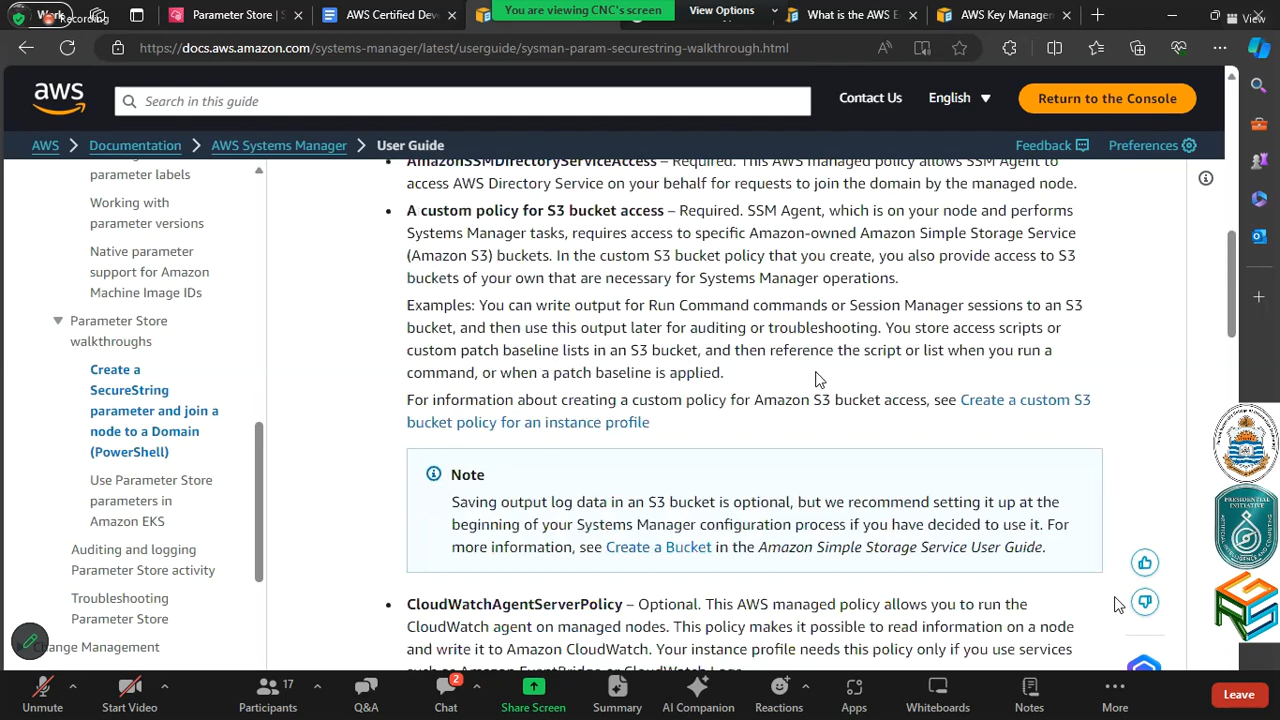 Work
Recording
Parameter Store |
AWS Certified Dev
You are viewing CNC's screen
View Options
What is the AWS E
AWS Key Manage
View
https://docs.aws.amazon.com/systems-manager/latest/userguide/sysman-param-securestring-walkthrough.html
aws
Search in this guide
Contact Us
English
Return to the Console
AWS
Documentation
AWS Systems Manager
User Guide
Feedback
Preferences
parameter labels
Working with
parameter versions
Native parameter
support for Amazon
Machine Image IDs
Parameter Store
walkthroughs
Create a
SecureString
parameter and join a
node to a Domain
(PowerShell)
Use Parameter Store
parameters in
Amazon EKS
Auditing and logging
Parameter Store activity
Troubleshooting
Parameter Store
Change Management
AmazonSSMDirectoryServiceAccess – Required. This AWS managed policy allows SSM Agent to
access AWS Directory Service on your behalf for requests to join the domain by the managed node.
A custom policy for S3 bucket access – Required. SSM Agent, which is on your node and performs
Systems Manager tasks, requires access to specific Amazon-owned Amazon Simple Storage Service
(Amazon S3) buckets. In the custom S3 bucket policy that you create, you also provide access to S3
buckets of your own that are necessary for Systems Manager operations.
Examples: You can write output for Run Command commands or Session Manager sessions to an S3
bucket, and then use this output later for auditing or troubleshooting. You store access scripts or
custom patch baseline lists in an S3 bucket, and then reference the script or list when you run a
command, or when a patch baseline is applied.
For information about creating a custom policy for Amazon S3 bucket access, see Create a custom S3
bucket policy for an instance profile
Note
Saving output log data in an S3 bucket is optional, but we recommend setting it up at the
beginning of your Systems Manager configuration process if you have decided to use it. For
more information, see Create a Bucket in the Amazon Simple Storage Service User Guide.
CloudWatchAgentServerPolicy – Optional. This AWS managed policy allows you to run the
CloudWatch agent on managed nodes. This policy makes it possible to read information on a node
and write it to Amazon CloudWatch. Your instance profile needs this policy only if you use services
such as Amazon EventBridge or CloudWatch Logs
PRESIDENTIAL
INITIATIVE
Unmute
Start Video
17
Participants
Q&A
2
Chat
Share Screen
Summary
AI Companion
Reactions
Apps
Whiteboards
Notes
More
Leave